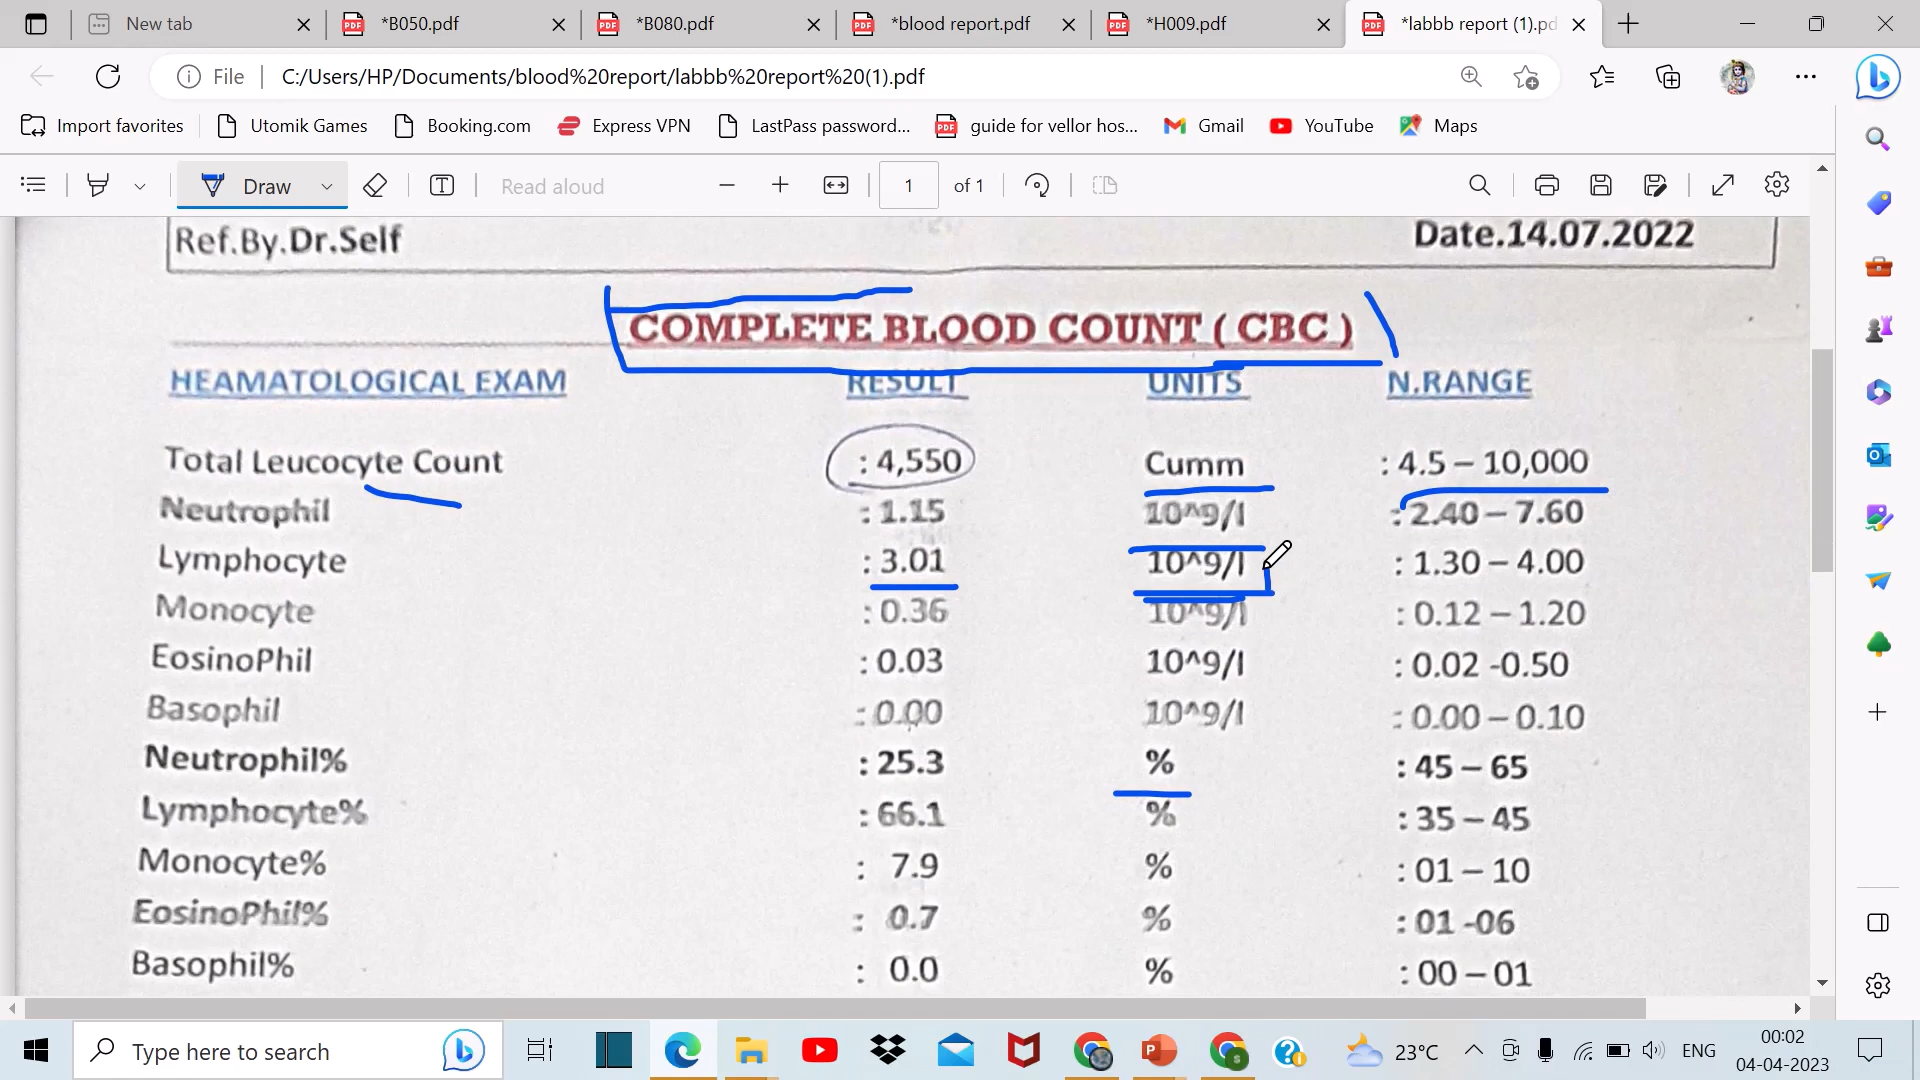 New tab
*B050.pdf
*B080.pdf
*blood report.pdf
*H009.pdf
*labbb report (1).pd
File
C:/Users/HP/Documents/blood%20report/labbb%20report%20(1).pdf
Import favorites
Utomik Games
Booking.com
Express VPN
LastPass password...
guide for vellor hos...
Gmail
YouTube
Maps
Draw
Read aloud
1 of 1
Ref.By.Dr.Self Date.14.07.2022
COMPLETE BLOOD COUNT ( CBC )
HEAMATOLOGICAL EXAM RESULT UNITS N.RANGE
Total Leucocyte Count : 4,550 Cumm : 4.5 – 10,000
Neutrophil : 1.15 10^9/l : 2.40 – 7.60
Lymphocyte : 3.01 10^9/l : 1.30 – 4.00
Monocyte : 0.36 10^9/l : 0.12 – 1.20
EosinoPhil : 0.03 10^9/l : 0.02 -0.50
Basophil : 0.00 10^9/l : 0.00 – 0.10
Neutrophil% : 25.3 % : 45 – 65
Lymphocyte% : 66.1 % : 35 – 45
Monocyte% : 7.9 % : 01 – 10
EosinoPhil% : 0.7 % : 01 -06
Basophil% : 0.0 % : 00 – 01
Type here to search
23°C
ENG
00:02
04-04-2023